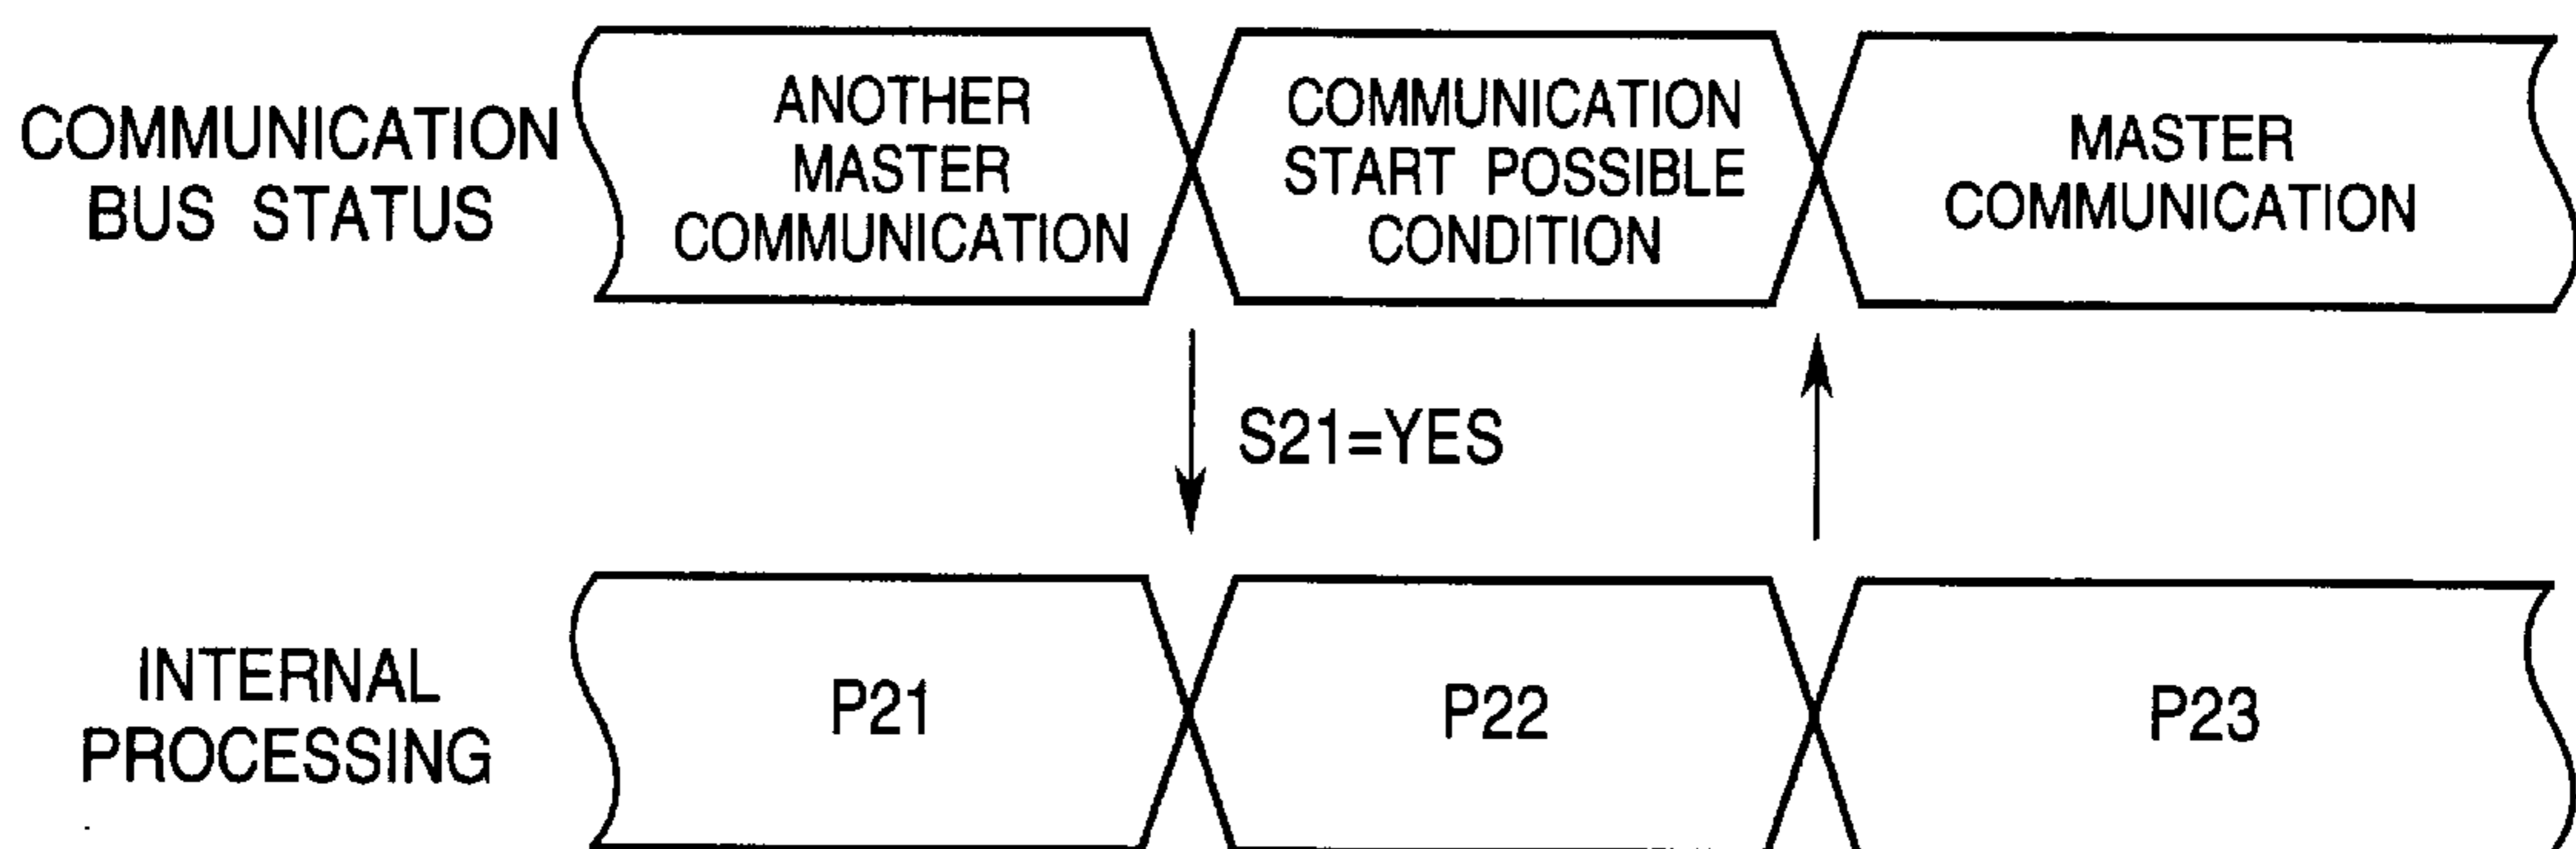 COMMUNICATION
BUS STATUS
ANOTHER
MASTER
COMMUNICATION
COMMUNICATION
START POSSIBLE
CONDITION
MASTER
COMMUNICATION
S21=YES
INTERNAL
PROCESSING
P21
P22
P23